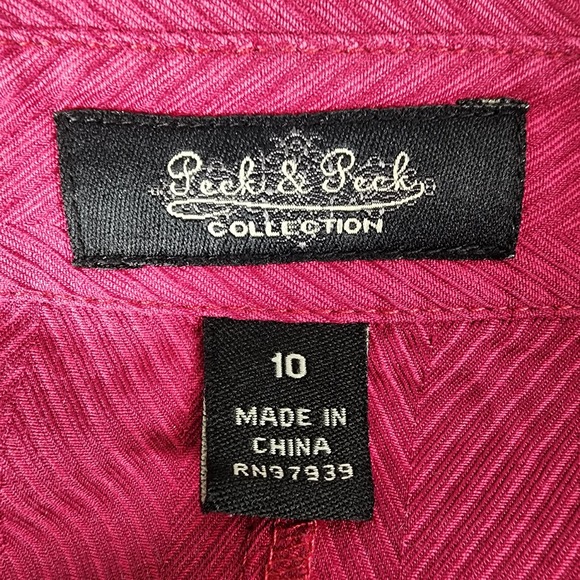 Peck & Peck
COLLECTION
10
MADE IN
CHINA
RN97939